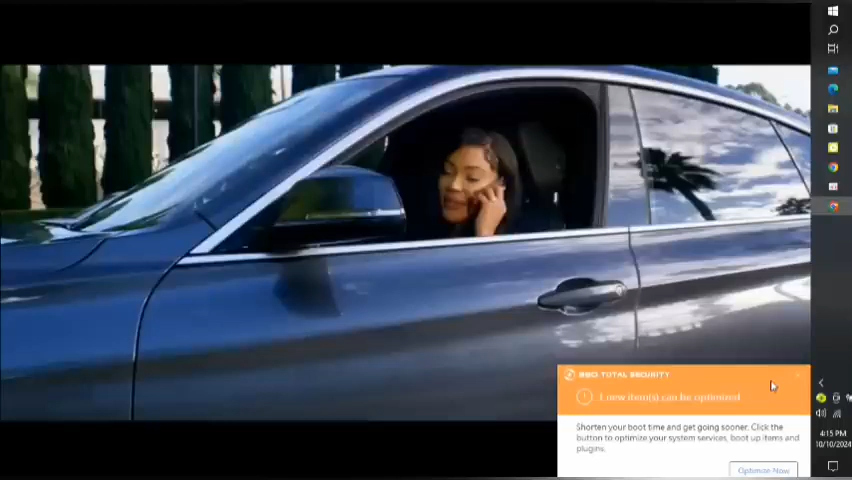 360 TOTAL SECURITY
1 new item(s) can be optimized
Shorten your boot time and get going sooner. Click the
button to optimize your system services, boot up items and
plugins.
Optimize Now
4:15 PM
10/10/2024